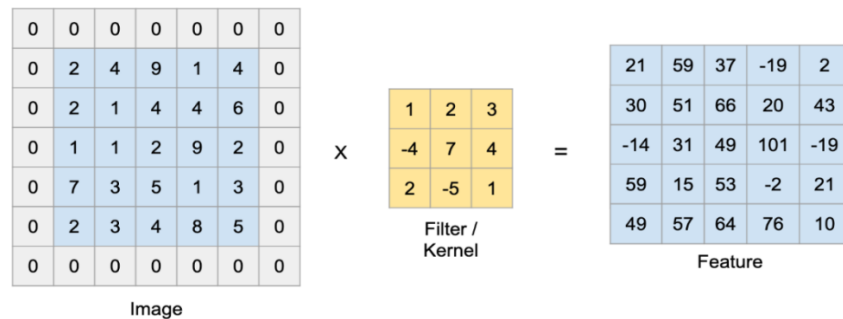 0 0 0 0 0 0 0
0 2 4 9 1 4 0
0 2 1 4 4 6 0
0 1 1 2 9 2 0
0 7 3 5 1 3 0
0 2 3 4 8 5 0
0 0 0 0 0 0 0
Image
x
1 2 3
-4 7 4
2 -5 1
Filter /
Kernel
=
21 59 37 -19 2
30 51 66 20 43
-14 31 49 101 -19
59 15 53 -2 21
49 57 64 76 10
Feature